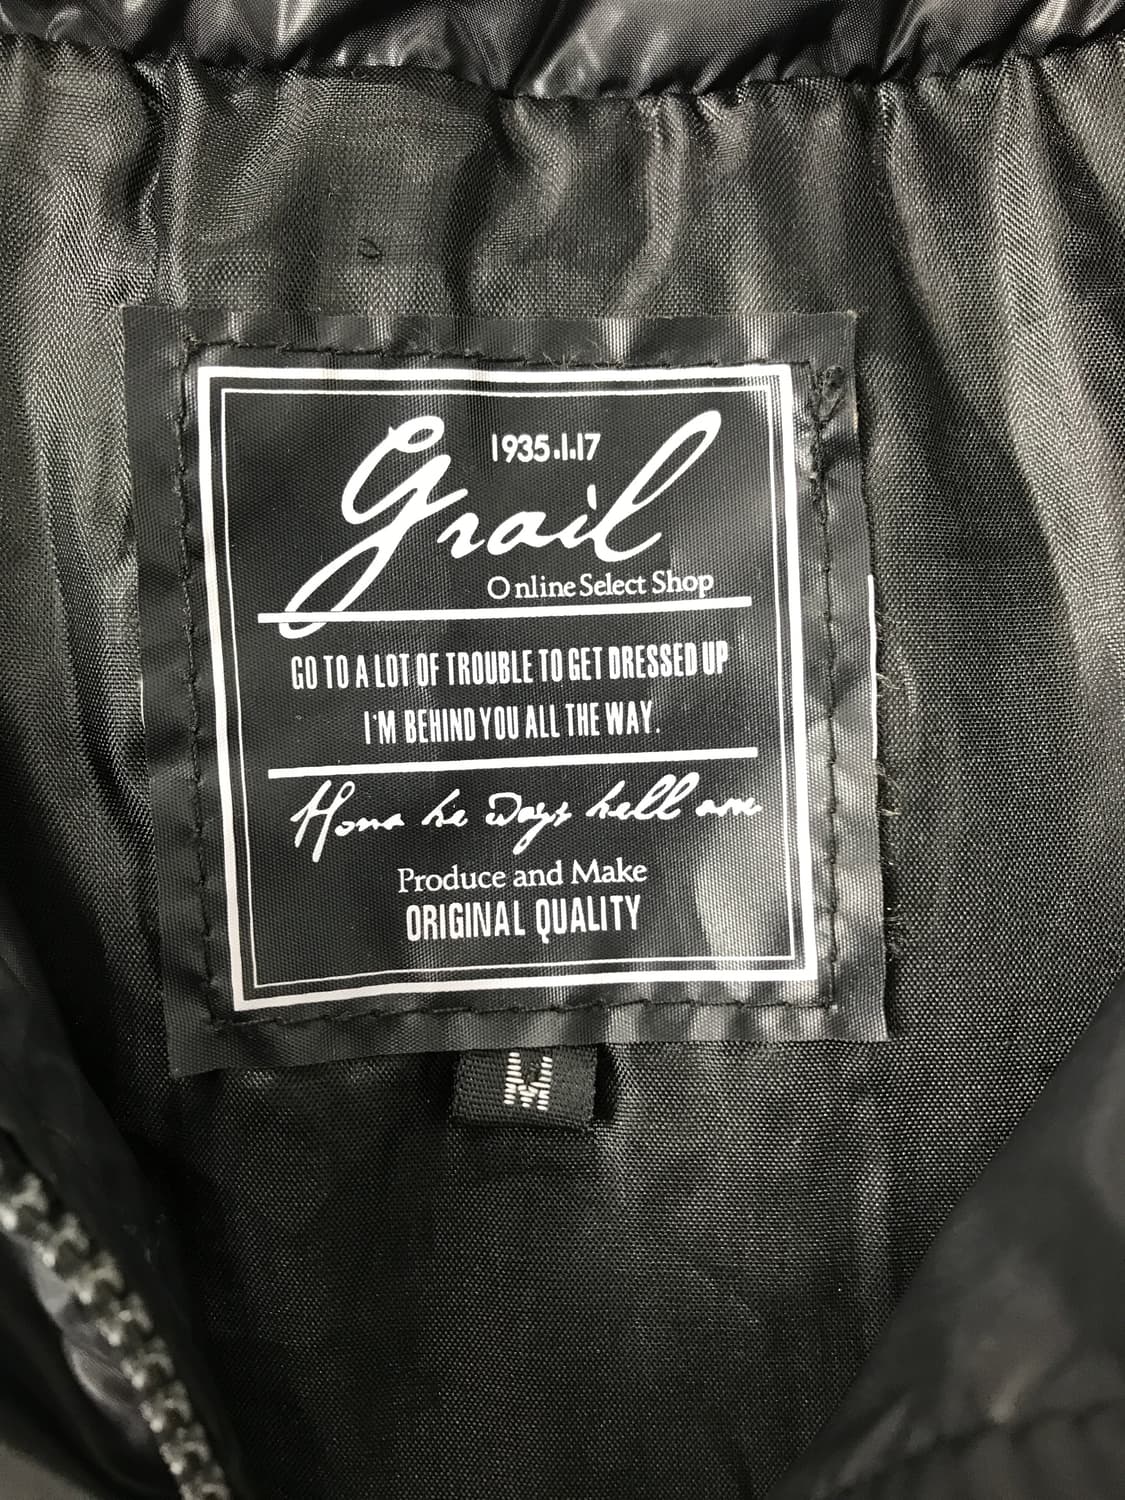 1935.1.17
Grail
Online Select Shop
GO TO A LOT OF TROUBLE TO GET DRESSED UP
I'M BEHIND YOU ALL THE WAY.
Produce and Make
ORIGINAL QUALITY
M